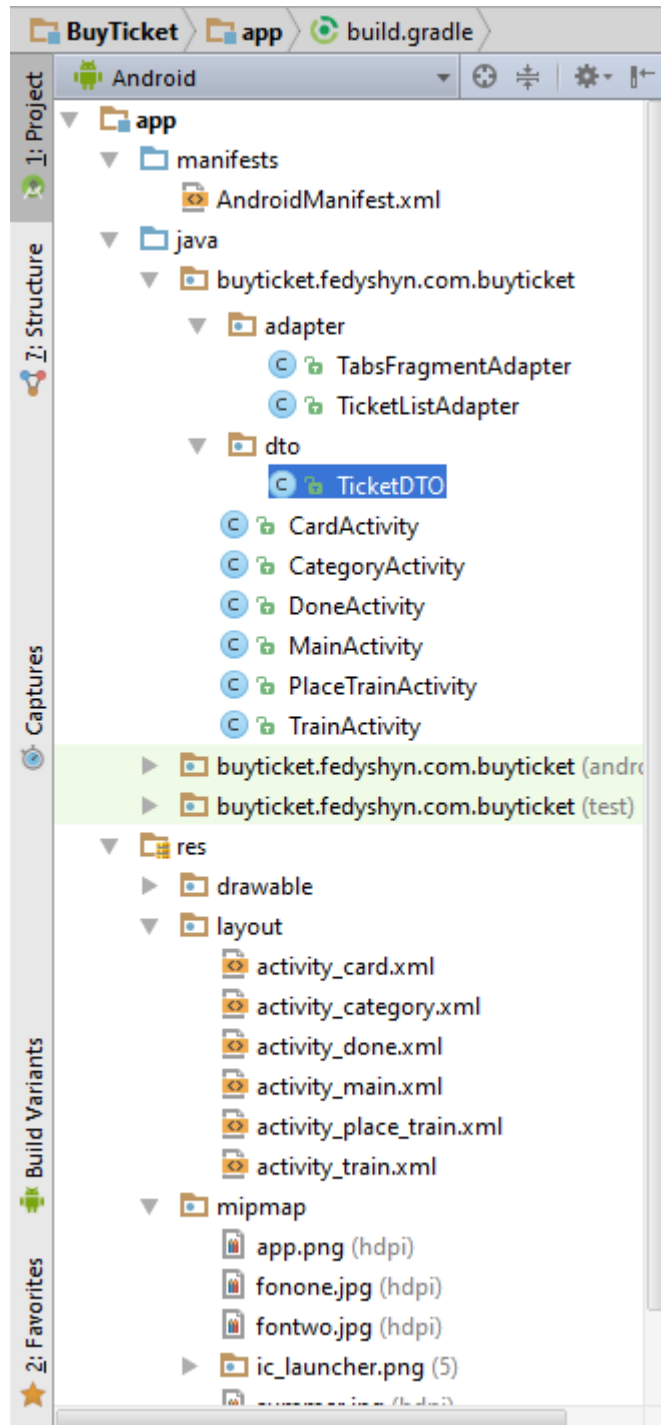 BuyTicket app build.gradle
Android
1: Project
7: Structure
Captures
Build Variants
2: Favorites
app
manifests
AndroidManifest.xml
java
buyticket.fedyshyn.com.buyticket
adapter
TabsFragmentAdapter
TicketListAdapter
dto
TicketDTO
CardActivity
CategoryActivity
DoneActivity
MainActivity
PlaceTrainActivity
TrainActivity
buyticket.fedyshyn.com.buyticket (andro
buyticket.fedyshyn.com.buyticket (test)
res
drawable
layout
activity_card.xml
activity_category.xml
activity_done.xml
activity_main.xml
activity_place_train.xml
activity_train.xml
mipmap
app.png (hdpi)
fonone.jpg (hdpi)
fontwo.jpg (hdpi)
ic_launcher.png (5)